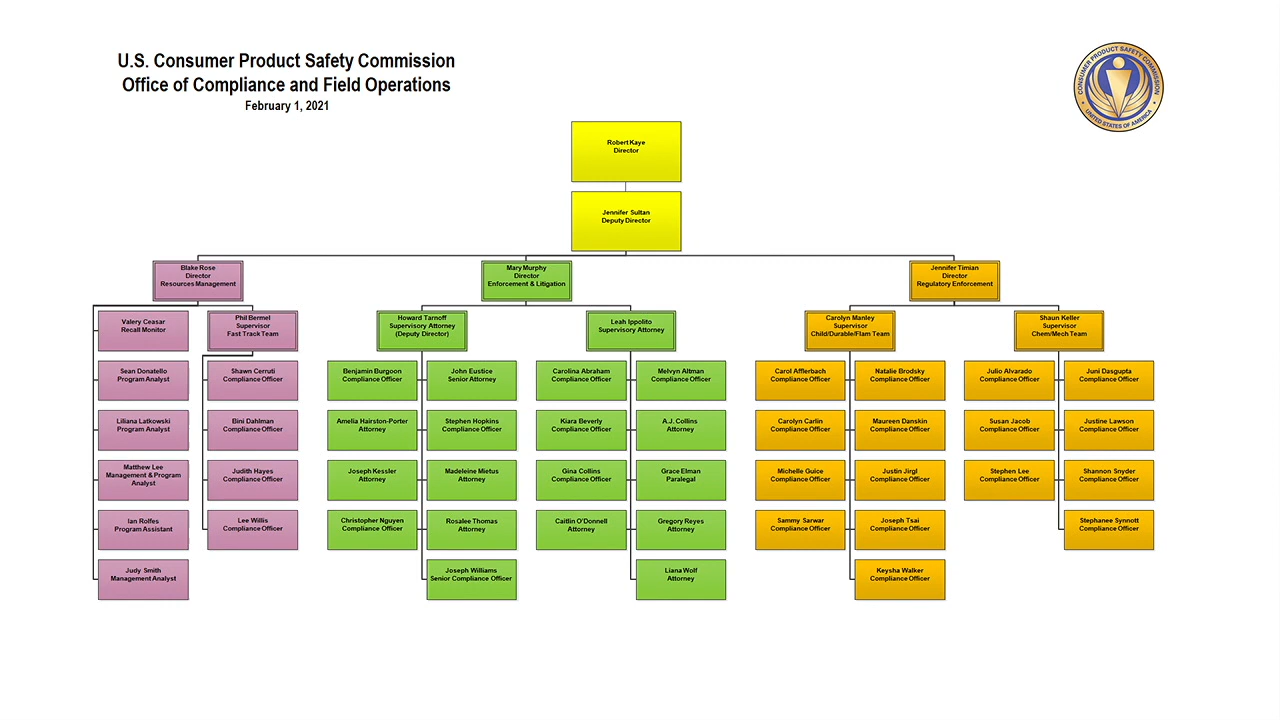 U.S. Consumer Product Safety Commission
Office of Compliance and Field Operations
February 1, 2021
CONSUMER PRODUCT SAFETY COMMISSION
UNITED STATES OF AMERICA
Robert Kaye
Director
Jennifer Sultan
Deputy Director
Blake Rose
Director
Resources Management
Mary Murphy
Director
Enforcement & Litigation
Jennifer Timian
Director
Regulatory Enforcement
Valery Ceasar
Recall Monitor
Phil Bermel
Supervisor
Fast Track Team
Howard Tarnoff
Supervisory Attorney
(Deputy Director)
Leah Ippolito
Supervisory Attorney
Carolyn Manley
Supervisor
Child/Durable/Flam Team
Shaun Keller
Supervisor
Chem/Mech Team
Sean Donatello
Program Analyst
Shawn Cerruti
Compliance Officer
Benjamin Burgoon
Compliance Officer
John Eustice
Senior Attorney
Carolina Abraham
Compliance Officer
Melvyn Altman
Compliance Officer
Carol Afflerbach
Compliance Officer
Natalie Brodsky
Compliance Officer
Julio Alvarado
Compliance Officer
Juni Dasgupta
Compliance Officer
Liliana Latkowski
Program Analyst
Bini Dahlman
Compliance Officer
Amelia Hairston-Porter
Attorney
Stephen Hopkins
Compliance Officer
Kiara Beverly
Compliance Officer
A.J. Collins
Attorney
Carolyn Carlin
Compliance Officer
Maureen Danskin
Compliance Officer
Susan Jacob
Compliance Officer
Justine Lawson
Compliance Officer
Matthew Lee
Management & Program
Analyst
Judith Hayes
Compliance Officer
Joseph Kessler
Attorney
Madeleine Mietus
Attorney
Gina Collins
Compliance Officer
Grace Elman
Paralegal
Michelle Guice
Compliance Officer
Justin Jirgl
Compliance Officer
Stephen Lee
Compliance Officer
Shannon Snyder
Compliance Officer
Ian Rolfes
Program Assistant
Lee Willis
Compliance Officer
Christopher Nguyen
Compliance Officer
Rosalee Thomas
Attorney
Caitlin O'Donnell
Attorney
Gregory Reyes
Attorney
Sammy Sarwar
Compliance Officer
Joseph Tsai
Compliance Officer
Stephanee Synnott
Compliance Officer
Judy Smith
Management Analyst
Joseph Williams
Senior Compliance Officer
Liana Wolf
Attorney
Keysha Walker
Compliance Officer